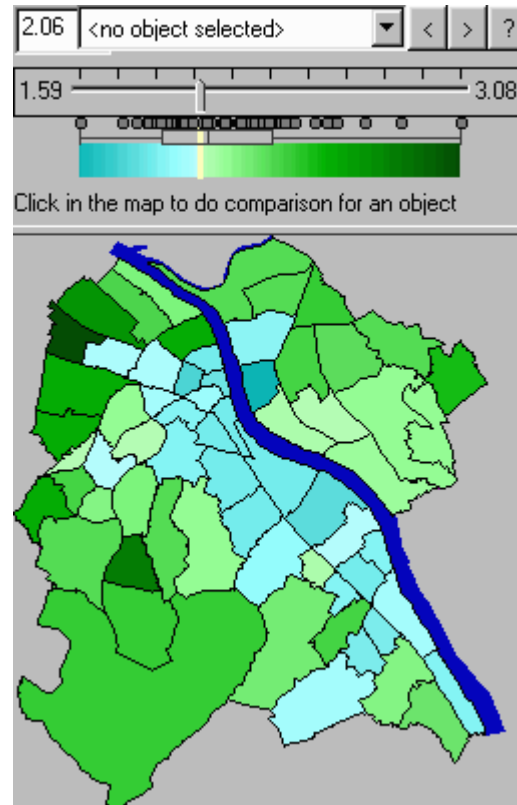 2.06 <no object selected> < > ?
1.59 3.08
Click in the map to do comparison for an object